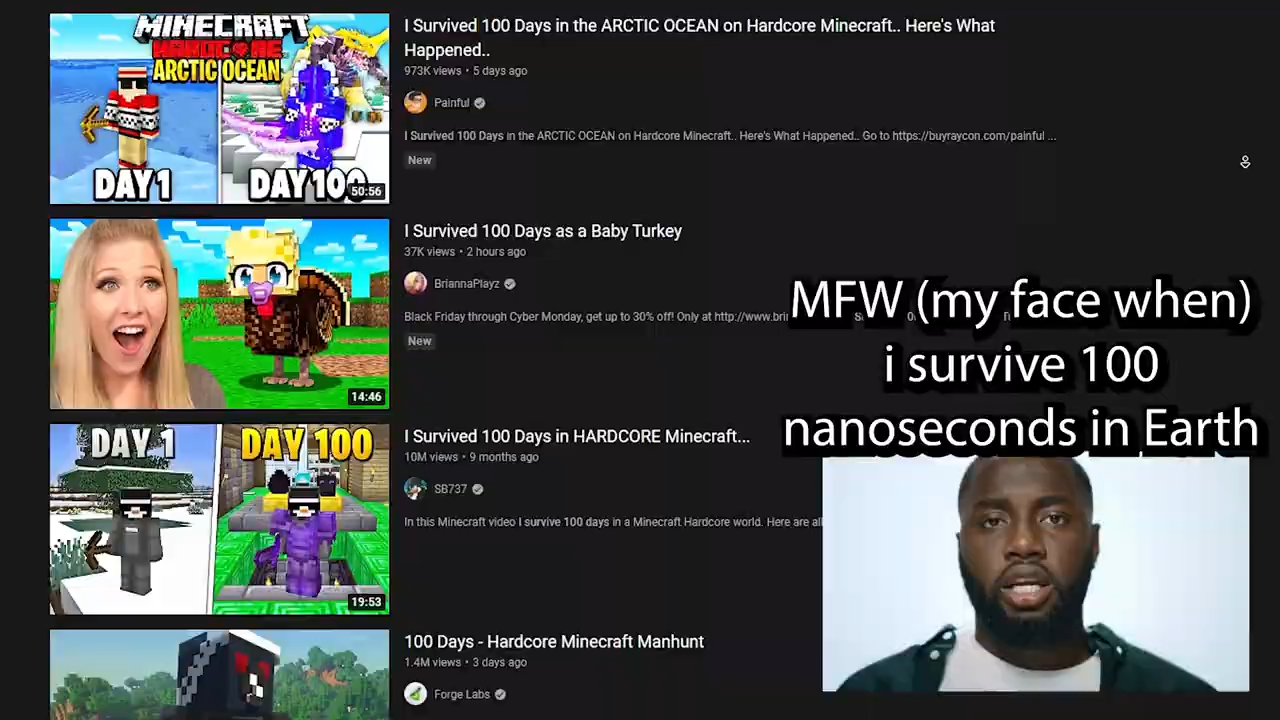 MINECRAFT
HARDCORE
ARCTIC OCEAN
DAY 1
DAY 100
50:56
I Survived 100 Days in the ARCTIC OCEAN on Hardcore Minecraft.. Here's What
Happened..
973K views • 5 days ago
Painful
I Survived 100 Days in the ARCTIC OCEAN on Hardcore Minecraft.. Here's What Happened.. Go to https://buyraycon.com/painful ...
New
14:46
I Survived 100 Days as a Baby Turkey
37K views • 2 hours ago
BriannaPlayz
Black Friday through Cyber Monday, get up to 30% off! Only at
New
MFW (my face when)
i survive 100
nanoseconds in Earth
DAY 1
DAY 100
19:53
I Survived 100 Days in HARDCORE Minecraft...
10M views • 9 months ago
SB737
In this Minecraft video I survive 100 days in a Minecraft Hardcore world. Here are all
100 Days - Hardcore Minecraft Manhunt
1.4M views • 3 days ago
Forge Labs